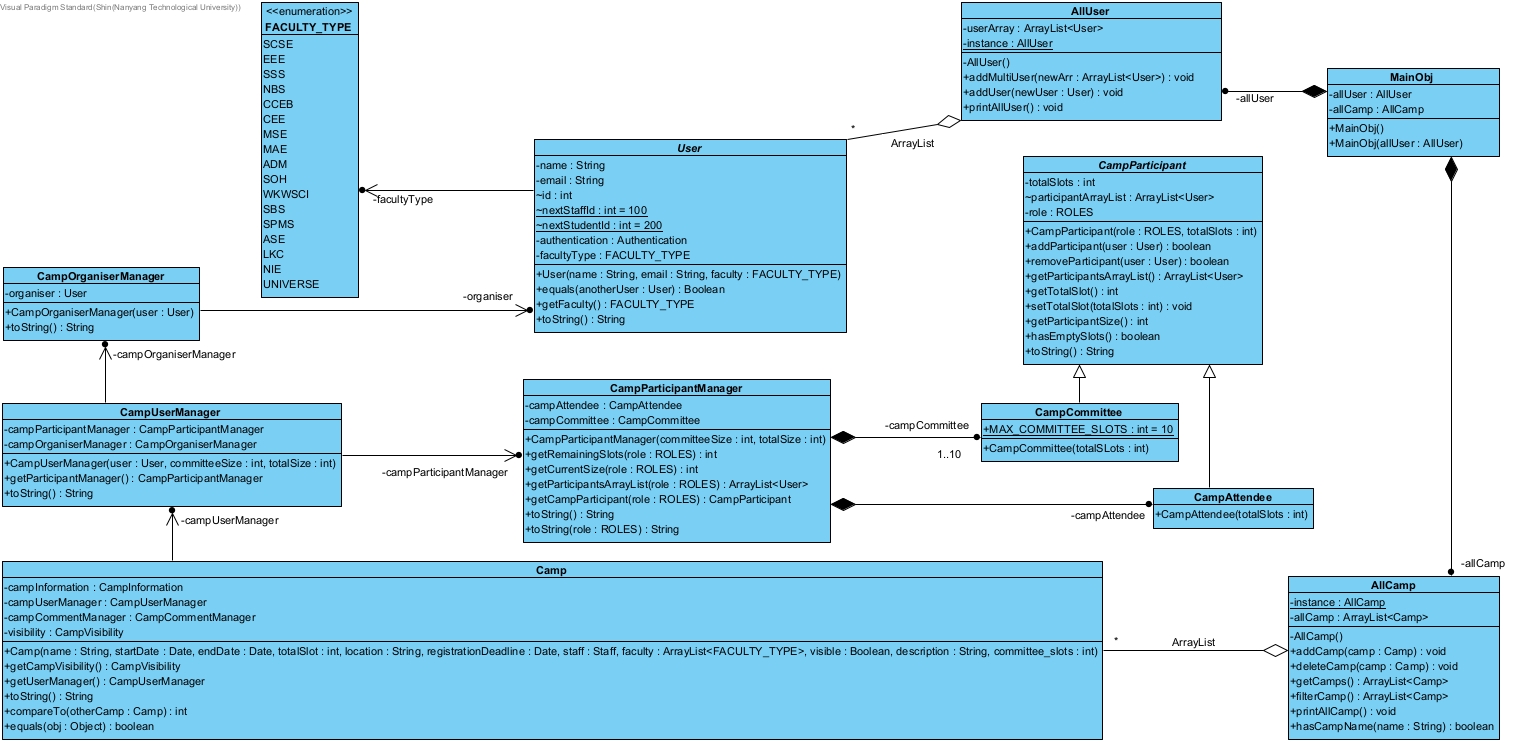 Visual Paradigm Standard(Shin(Nanyang Technological University))
<<enumeration>>
FACULTY_TYPE
SCSE
EEE
SSS
NBS
CCEB
CEE
MSE
MAE
ADM
SOH
WKWSCI
SBS
SPMS
ASE
LKC
NIE
UNIVERSE
AllUser
-userArray : ArrayList<User>
-instance : AllUser
-AllUser()
+addMultiUser(newArr : ArrayList<User>) : void
+addUser(newUser : User) : void
+printAllUser() : void
-allUser
MainObj
-allUser : AllUser
-allCamp : AllCamp
+MainObj()
+MainObj(allUser : AllUser)
*
ArrayList
User
-name : String
-email : String
~id : int
~nextStaffId : int = 100
~nextStudentId : int = 200
-authentication : Authentication
-facultyType : FACULTY_TYPE
+User(name : String, email : String, faculty : FACULTY_TYPE)
+equals(anotherUser : User) : Boolean
+getFaculty() : FACULTY_TYPE
+toString() : String
-facultyType
CampParticipant
-totalSlots : int
~participantArrayList : ArrayList<User>
-role : ROLES
+CampParticipant(role : ROLES, totalSlots : int)
+addParticipant(user : User) : boolean
+removeParticipant(user : User) : boolean
+getParticipantsArrayList() : ArrayList<User>
+getTotalSlot() : int
+setTotalSlot(totalSlots : int) : void
+getParticipantSize() : int
+hasEmptySlots() : boolean
+toString() : String
CampOrganiserManager
-organiser : User
+CampOrganiserManager(user : User)
+toString() : String
-organiser
-campOrganiserManager
CampUserManager
-campParticipantManager : CampParticipantManager
-campOrganiserManager : CampOrganiserManager
+CampUserManager(user : User, committeeSize : int, totalSize : int)
+getParticipantManager() : CampParticipantManager
+toString() : String
-campParticipantManager
CampParticipantManager
-campAttendee : CampAttendee
-campCommittee : CampCommittee
+CampParticipantManager(committeeSize : int, totalSize : int)
+getRemainingSlots(role : ROLES) : int
+getCurrentSize(role : ROLES) : int
+getParticipantsArrayList(role : ROLES) : ArrayList<User>
+getCampParticipant(role : ROLES) : CampParticipant
+toString() : String
+toString(role : ROLES) : String
-campCommittee
1..10
CampCommittee
+MAX_COMMITTEE_SLOTS : int = 10
+CampCommittee(totalSLots : int)
-campAttendee
CampAttendee
+CampAttendee(totalSlots : int)
-campUserManager
Camp
-campInformation : CampInformation
-campUserManager : CampUserManager
-campCommentManager : CampCommentManager
-visibility : CampVisibility
+Camp(name : String, startDate : Date, endDate : Date, totalSlot : int, location : String, registrationDeadline : Date, staff : Staff, faculty : ArrayList<FACULTY_TYPE>, visible : Boolean, description : String, committee_slots : int)
+getCampVisibility() : CampVisibility
+getUserManager() : CampUserManager
+toString() : String
+compareTo(otherCamp : Camp) : int
+equals(obj : Object) : boolean
*
ArrayList
-allCamp
AllCamp
-instance : AllCamp
-allCamp : ArrayList<Camp>
-AllCamp()
+addCamp(camp : Camp) : void
+deleteCamp(camp : Camp) : void
+getCamps() : ArrayList<Camp>
+filterCamp() : ArrayList<Camp>
+printAllCamp() : void
+hasCampName(name : String) : boolean